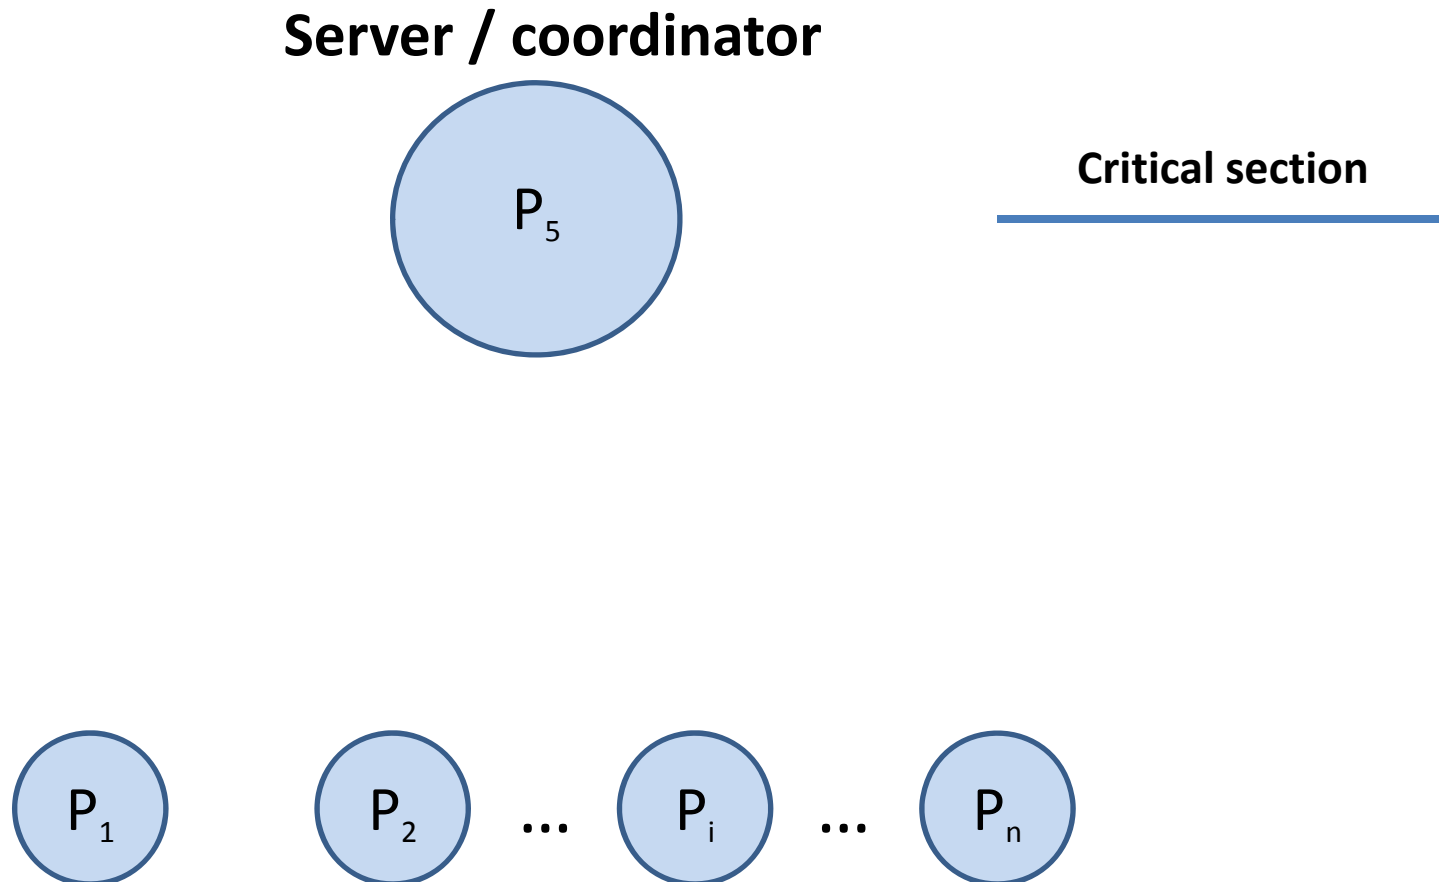 Server / coordinator
Critical section
P5
P1 P2 ... Pi ... Pn